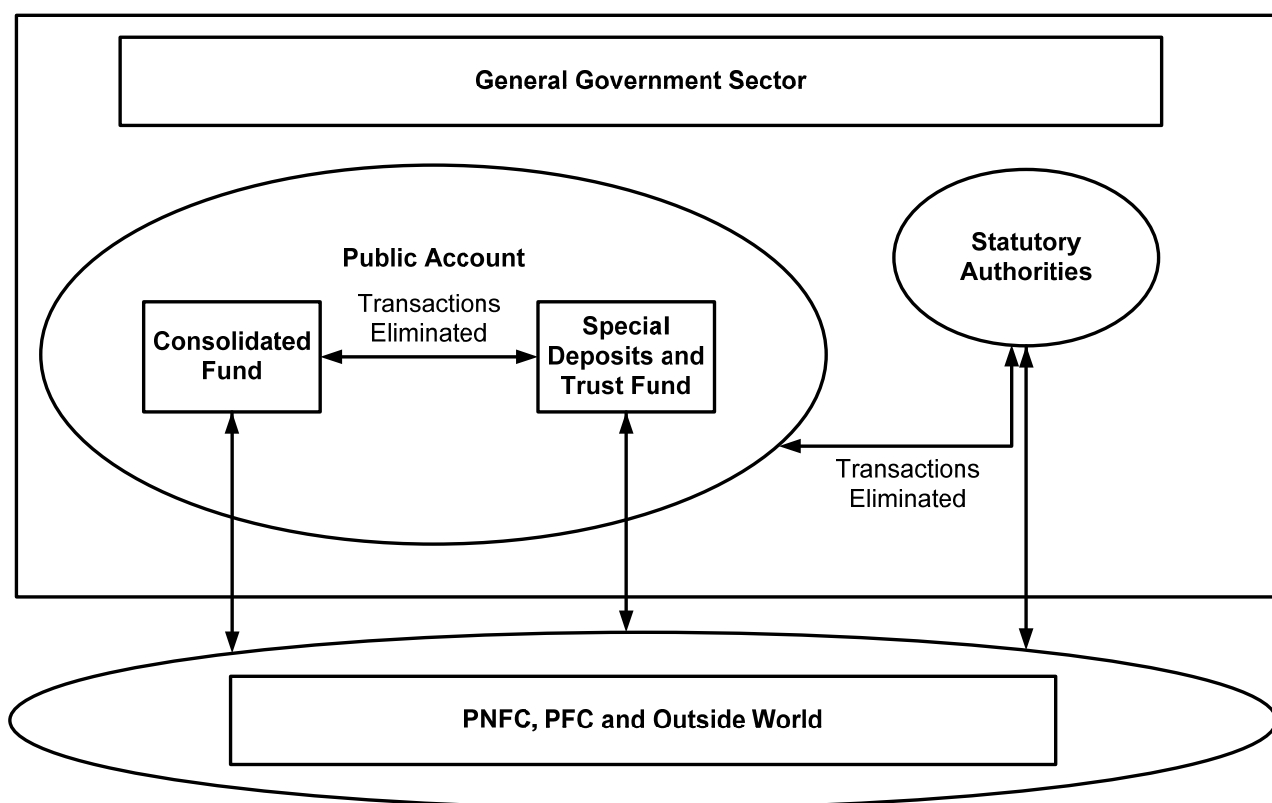 General Government Sector
Public Account
Statutory
Authorities
Transactions
Eliminated
Consolidated
Fund
Special
Deposits and
Trust Fund
Transactions
Eliminated
PNFC, PFC and Outside World